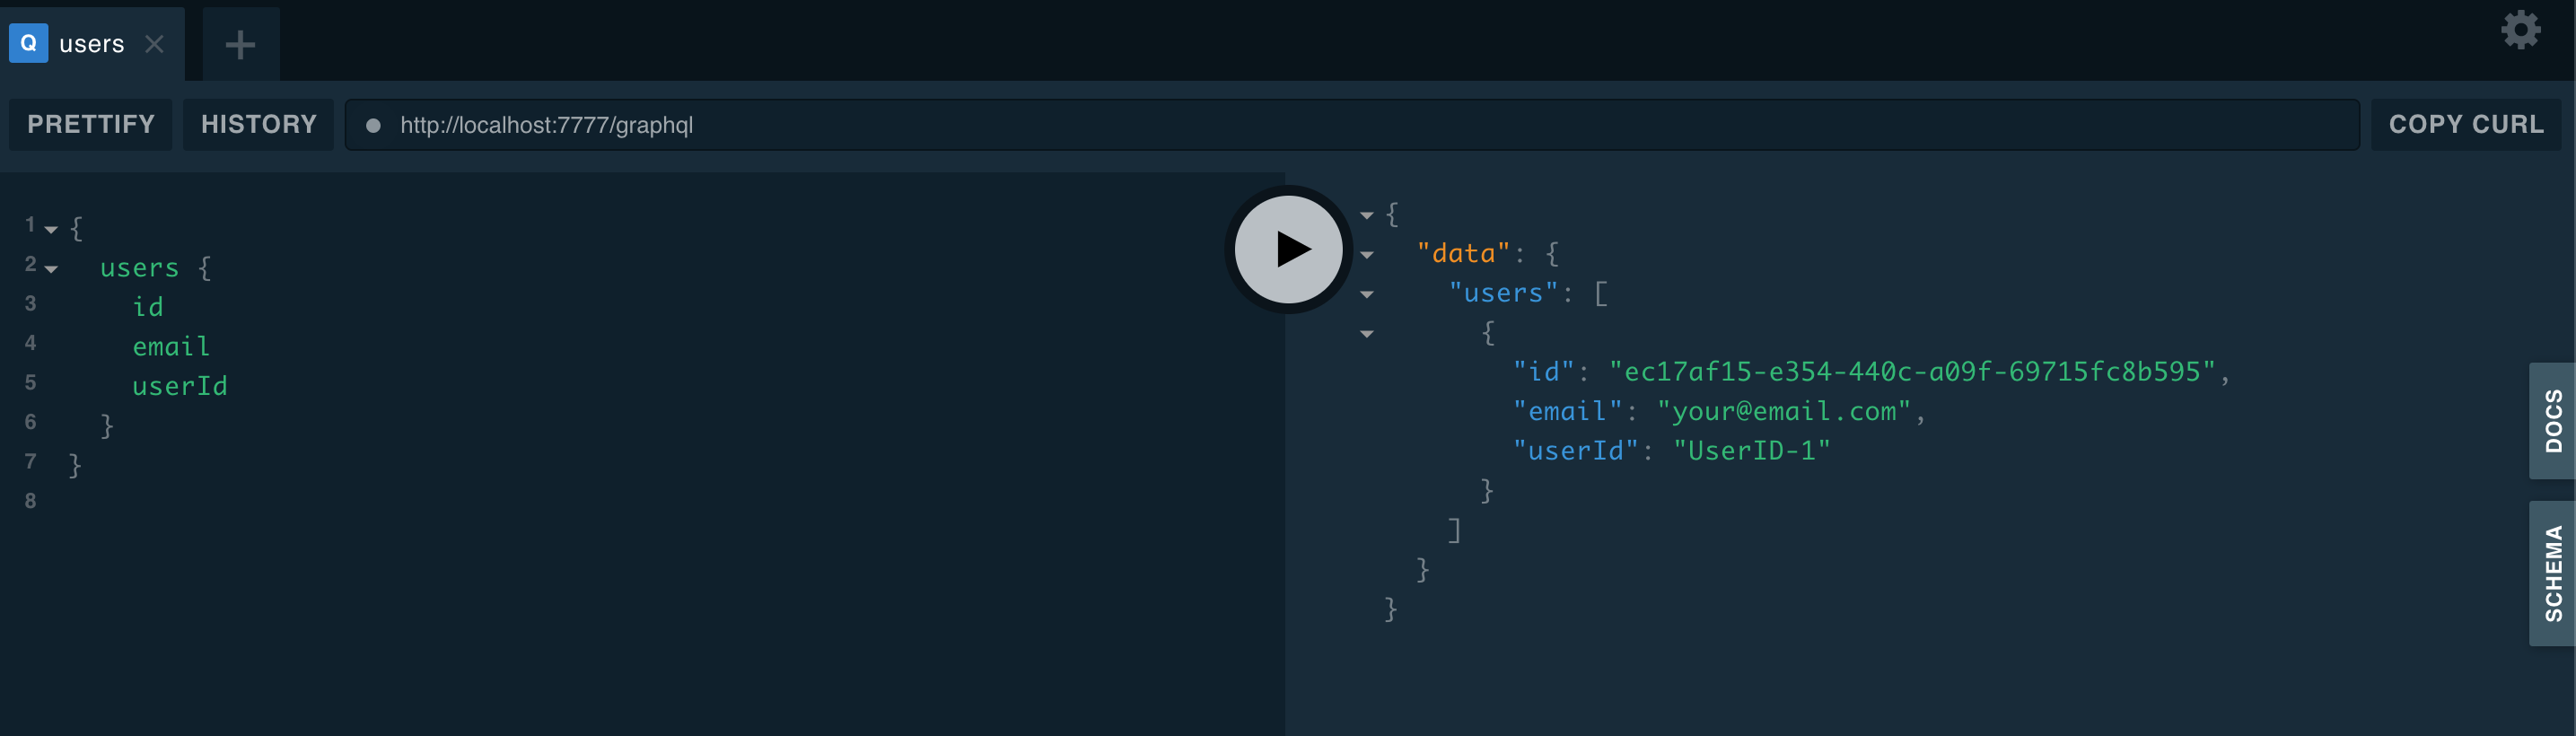 Q users
PRETTIFY HISTORY http://localhost:7777/graphql COPY CURL
1 {
2 users {
3 id
4 email
5 userId
6 }
7 }
8
{
"data": {
"users": [
{
"id": "ec17af15-e354-440c-a09f-69715fc8b595",
"email": "your@email.com",
"userId": "UserID-1"
}
]
}
}
DOCS
SCHEMA